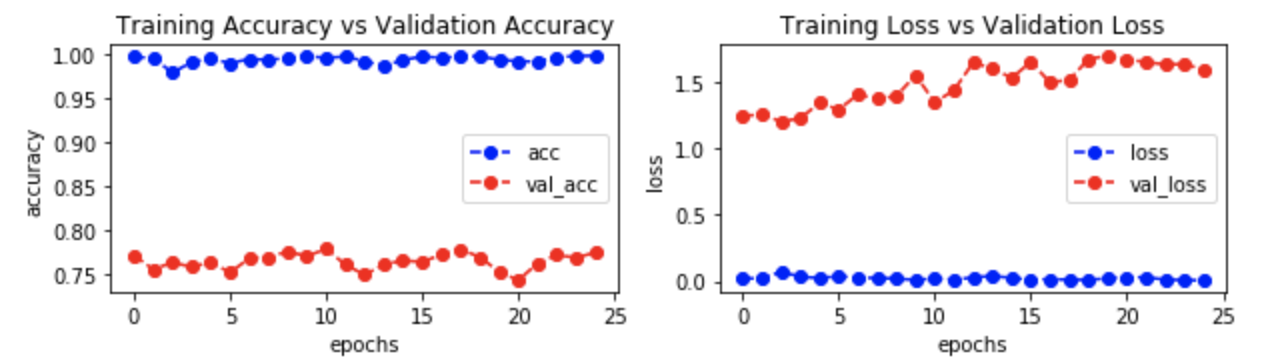 Training Accuracy vs Validation Accuracy
1.00
0.95
0.90
0.85
0.80
0.75
accuracy
acc
val_acc
0 5 10 15 20 25
epochs
Training Loss vs Validation Loss
1.5
1.0
0.5
0.0
loss
loss
val_loss
0 5 10 15 20 25
epochs